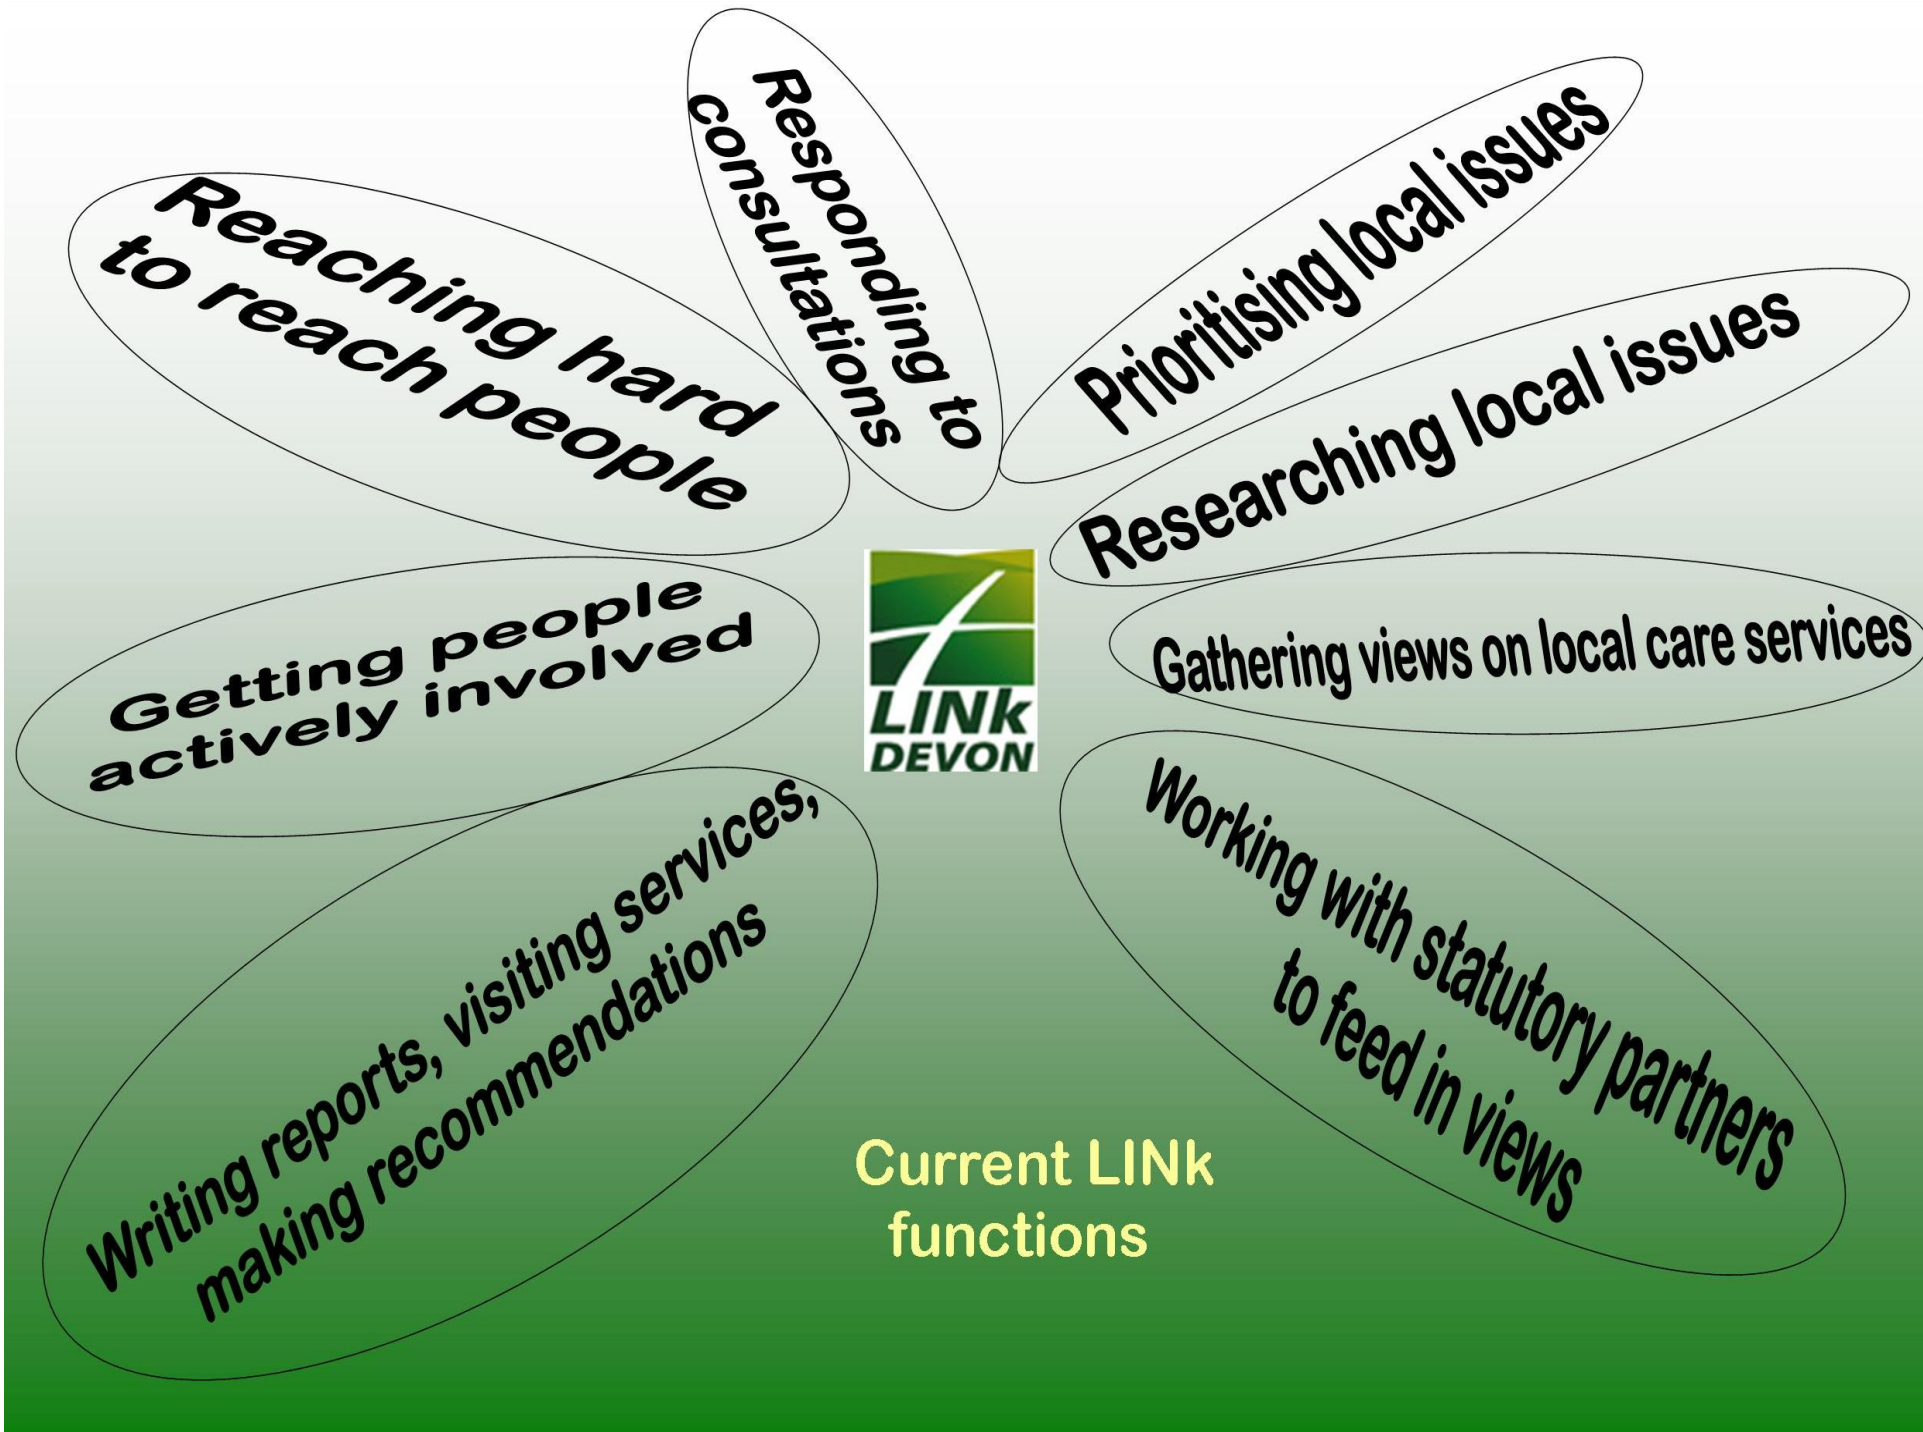 Responding to
consultations
Prioritising local issues
Reaching hard
to reach people
Researching local issues
Getting people
actively involved
LINk
DEVON
Gathering views on local care services
Writing reports, visiting services,
making recommendations
Working with statutory partners
to feed in views
Current LINk
functions